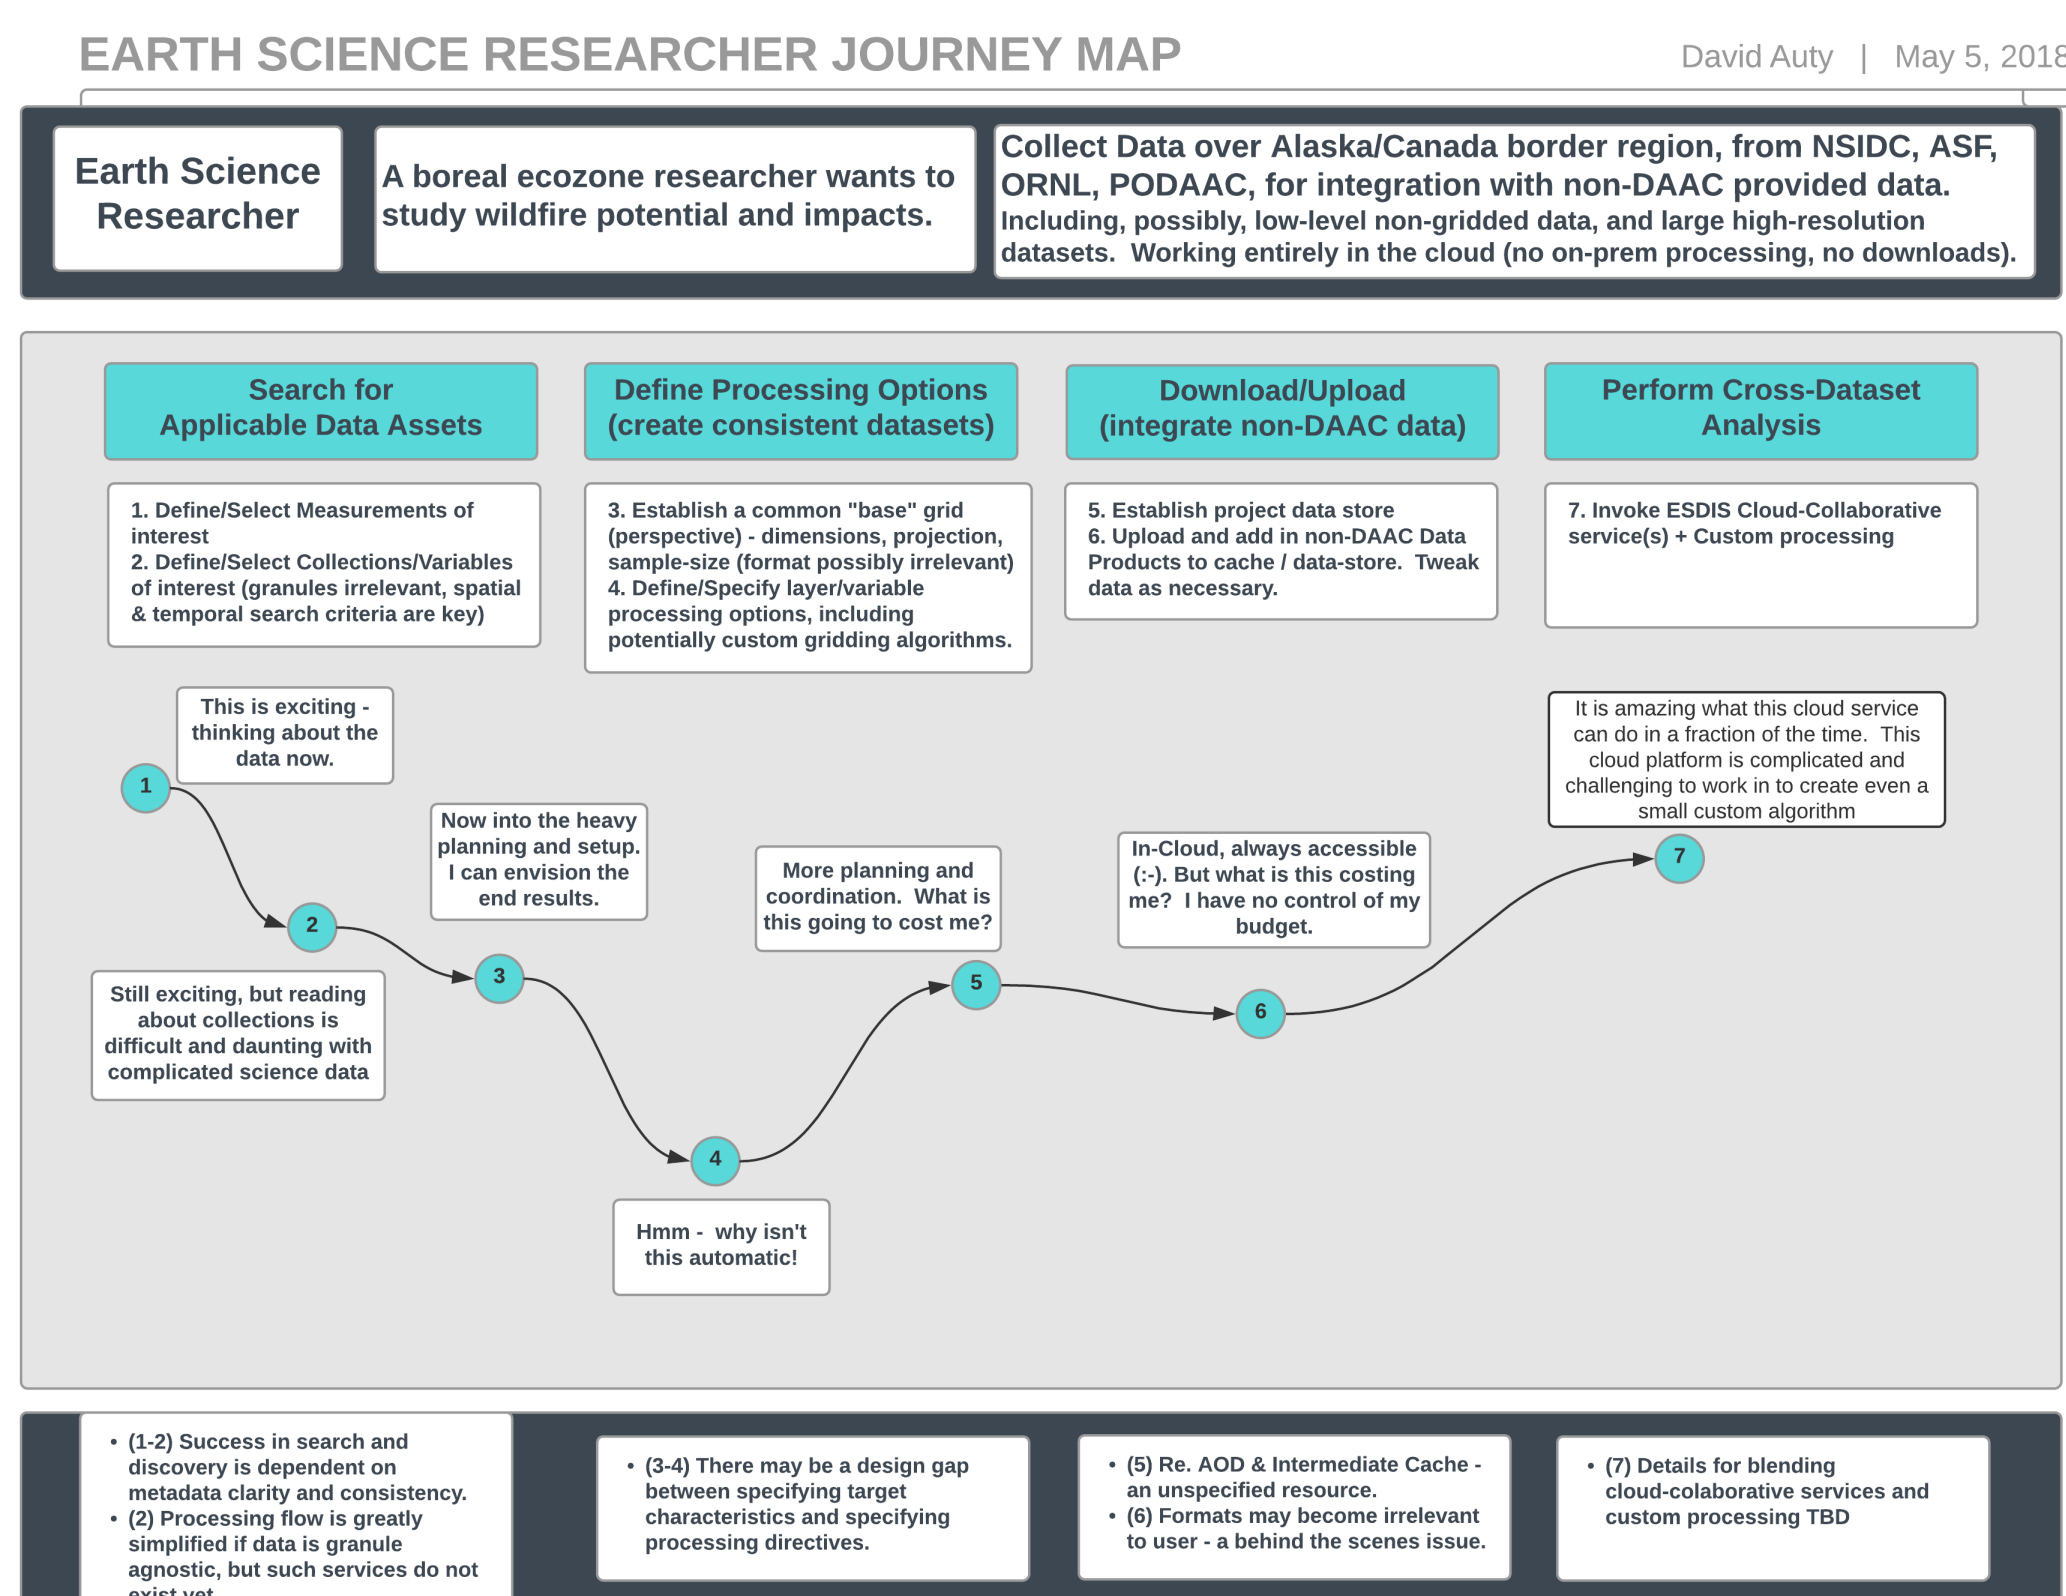 EARTH SCIENCE RESEARCHER JOURNEY MAP
David Auty | May 5, 2018
Earth Science
Researcher
A boreal ecozone researcher wants to
study wildfire potential and impacts.
Collect Data over Alaska/Canada border region, from NSIDC, ASF,
ORNL, PODAAC, for integration with non-DAAC provided data.
Including, possibly, low-level non-gridded data, and large high-resolution
datasets.  Working entirely in the cloud (no on-prem processing, no downloads).
Search for
Applicable Data Assets
Define Processing Options
(create consistent datasets)
Download/Upload
(integrate non-DAAC data)
Perform Cross-Dataset
Analysis
1. Define/Select Measurements of
interest
2. Define/Select Collections/Variables
of interest (granules irrelevant, spatial
& temporal search criteria are key)
3. Establish a common "base" grid
(perspective) - dimensions, projection,
sample-size (format possibly irrelevant)
4. Define/Specify layer/variable
processing options, including
potentially custom gridding algorithms.
5. Establish project data store
6. Upload and add in non-DAAC Data
Products to cache / data-store.  Tweak
data as necessary.
7. Invoke ESDIS Cloud-Collaborative
service(s) + Custom processing
This is exciting -
thinking about the
data now.
1
2
Still exciting, but reading
about collections is
difficult and daunting with
complicated science data
Now into the heavy
planning and setup.
I can envision the
end results.
3
4
Hmm -  why isn't
this automatic!
More planning and
coordination.  What is
this going to cost me?
5
In-Cloud, always accessible
(:-). But what is this costing
me?  I have no control of my
budget.
6
It is amazing what this cloud service
can do in a fraction of the time.  This
cloud platform is complicated and
challenging to work in to create even a
small custom algorithm
7
• (1-2) Success in search and
discovery is dependent on
metadata clarity and consistency.
• (2) Processing flow is greatly
simplified if data is granule
agnostic, but such services do not
exist yet
• (3-4) There may be a design gap
between specifying target
characteristics and specifying
processing directives.
• (5) Re. AOD & Intermediate Cache -
an unspecified resource.
• (6) Formats may become irrelevant
to user - a behind the scenes issue.
• (7) Details for blending
cloud-colaborative services and
custom processing TBD